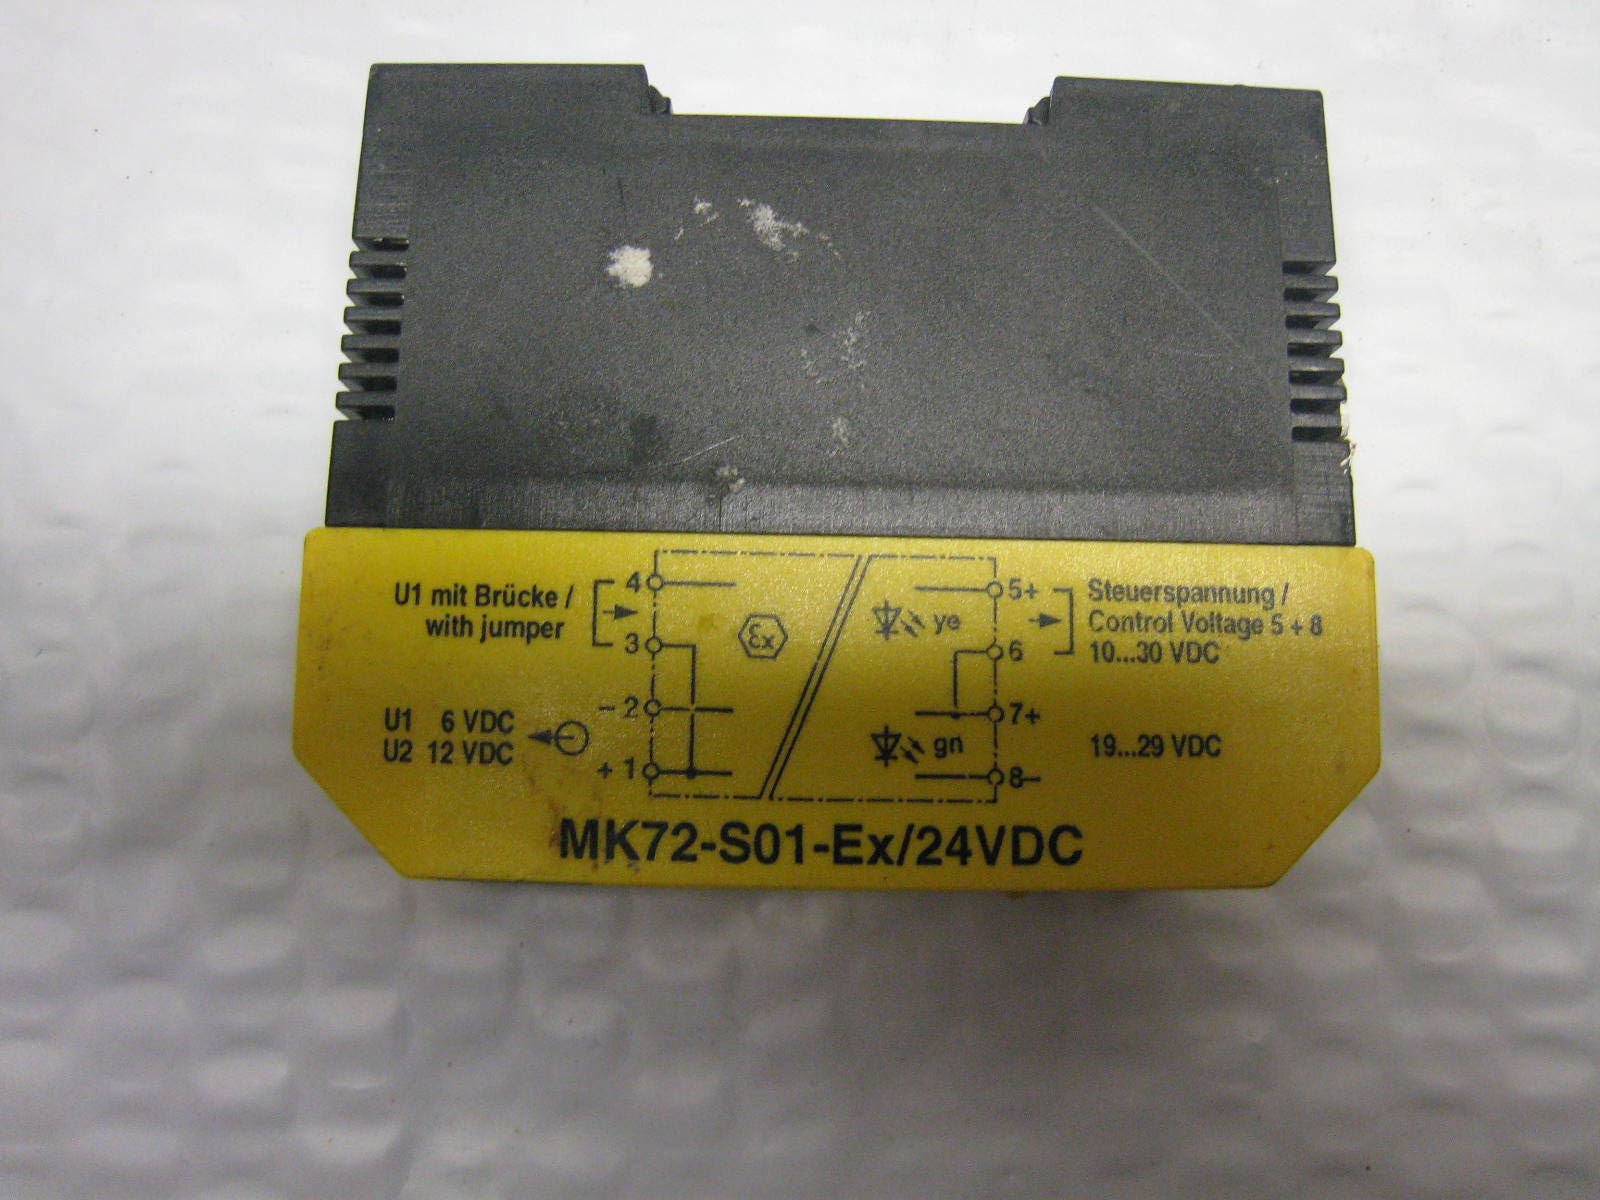 U1 mit Brücke /
with jumper
4
3
- 2
+ 1
U1 6 VDC
U2 12 VDC
Ex
ye
gn
5+
6
7+
8-
Steuerspannung /
Control Voltage 5 + 8
10...30 VDC
19...29 VDC
MK72-S01-Ex/24VDC